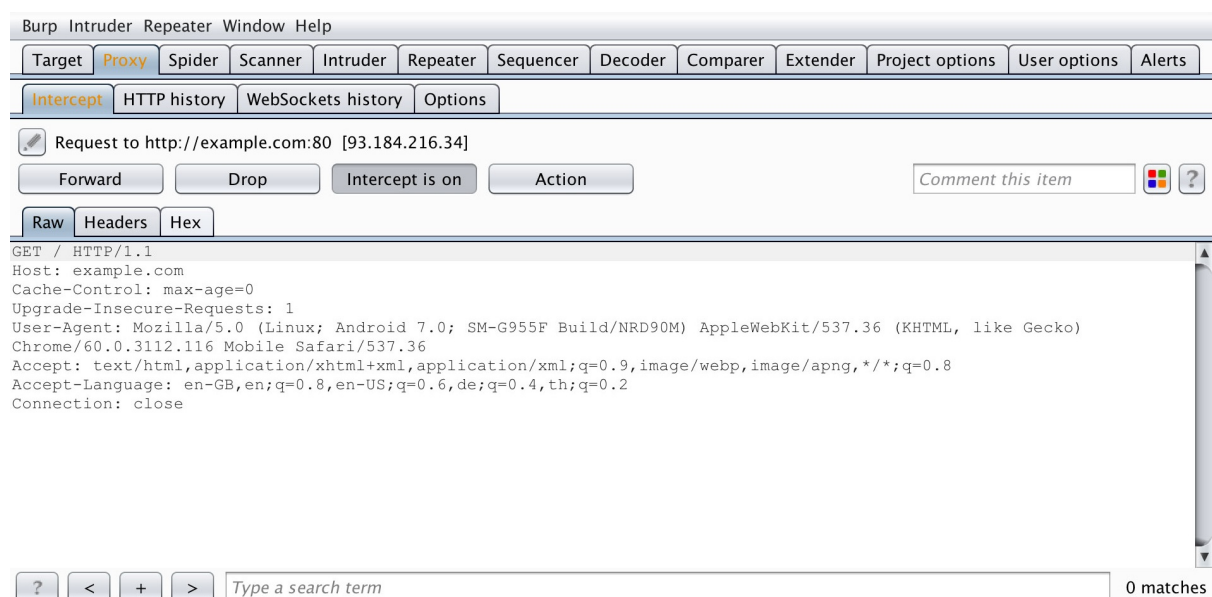 Burp Intruder Repeater Window Help
Target Proxy Spider Scanner Intruder Repeater Sequencer Decoder Comparer Extender Project options User options Alerts
Intercept HTTP history WebSockets history Options
Request to http://example.com:80 [93.184.216.34]
Forward Drop Intercept is on Action Comment this item ?
Raw Headers Hex
GET / HTTP/1.1
Host: example.com
Cache-Control: max-age=0
Upgrade-Insecure-Requests: 1
User-Agent: Mozilla/5.0 (Linux; Android 7.0; SM-G955F Build/NRD90M) AppleWebKit/537.36 (KHTML, like Gecko)
Chrome/60.0.3112.116 Mobile Safari/537.36
Accept: text/html,application/xhtml+xml,application/xml;q=0.9,image/webp,image/apng,*/*;q=0.8
Accept-Language: en-GB,en;q=0.8,en-US;q=0.6,de;q=0.4,th;q=0.2
Connection: close
? < + > Type a search term 0 matches